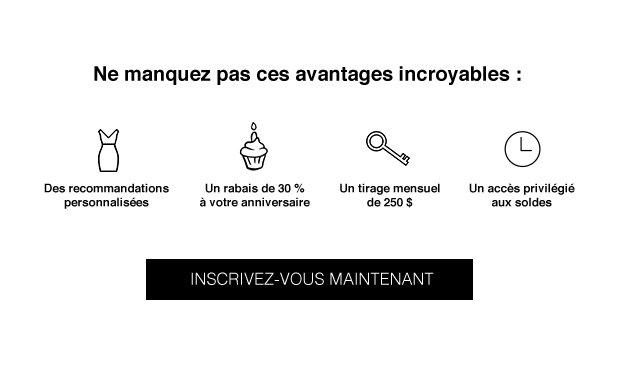 Ne manquez pas ces avantages incroyables :
Des recommandations
personnalisées
Un rabais de 30 %
à votre anniversaire
Un tirage mensuel
de 250 $
Un accès privilégié
aux soldes
INSCRIVEZ-VOUS MAINTENANT